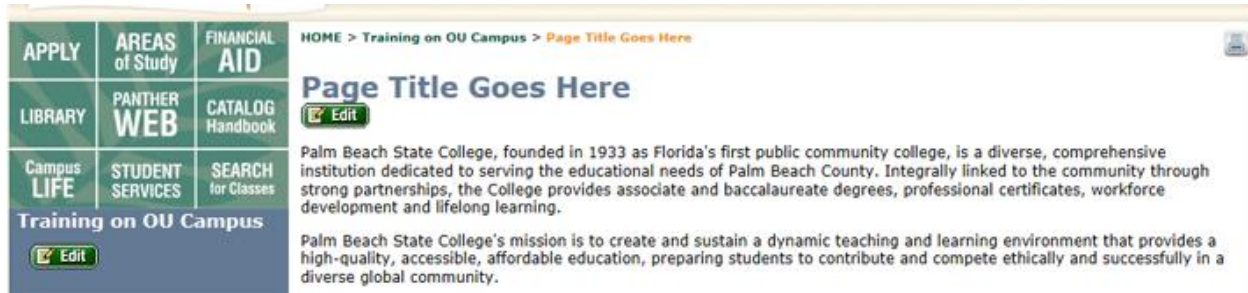 APPLY
AREAS
of Study
FINANCIAL
AID
LIBRARY
PANTHER
WEB
CATALOG
Handbook
Campus
LIFE
STUDENT
SERVICES
SEARCH
for Classes
Training on OU Campus
Edit
HOME > Training on OU Campus > Page Title Goes Here
Page Title Goes Here
Edit
Palm Beach State College, founded in 1933 as Florida's first public community college, is a diverse, comprehensive
institution dedicated to serving the educational needs of Palm Beach County. Integrally linked to the community through
strong partnerships, the College provides associate and baccalaureate degrees, professional certificates, workforce
development and lifelong learning.
Palm Beach State College's mission is to create and sustain a dynamic teaching and learning environment that provides a
high-quality, accessible, affordable education, preparing students to contribute and compete ethically and successfully in a
diverse global community.